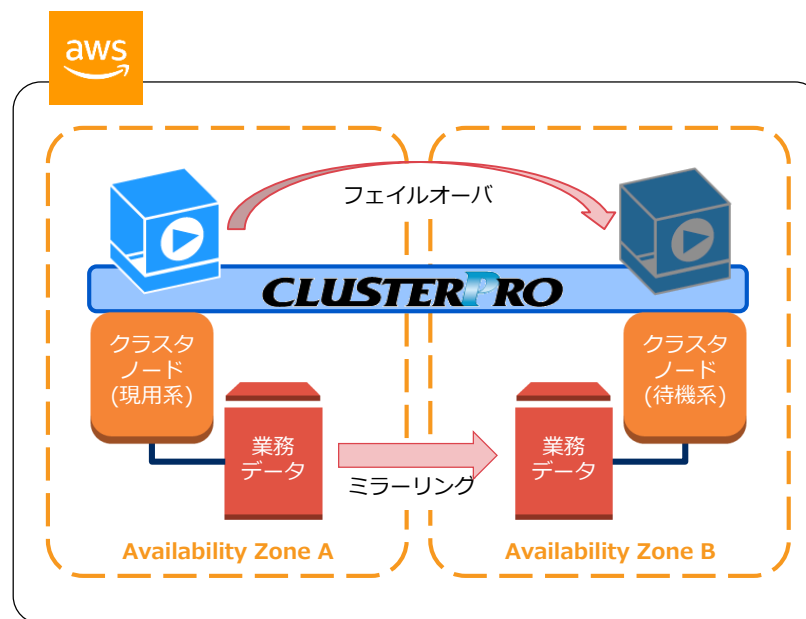 aws
フェイルオーバ
CLUSTERPRO
クラスタ
ノード
(現用系)
クラスタ
ノード
(待機系)
業務
データ
業務
データ
ミラーリング
Availability Zone A
Availability Zone B